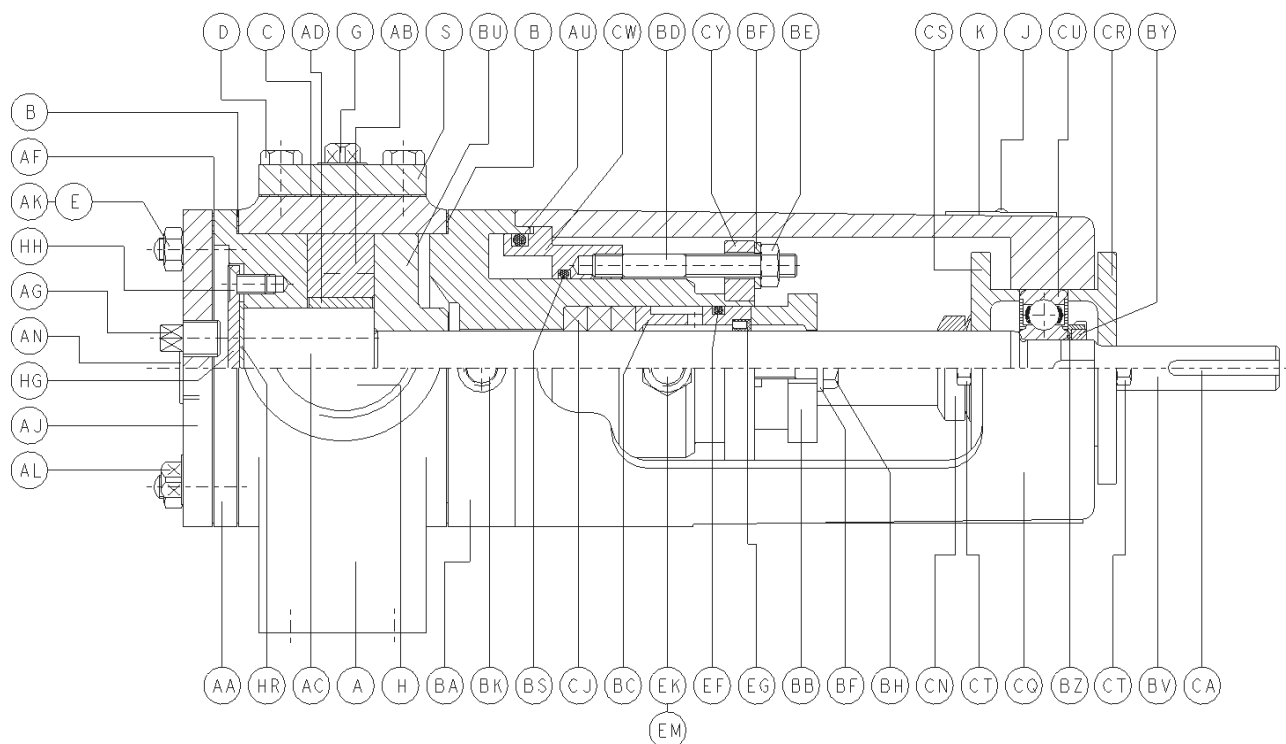 D C AD G AB S BU B AU CW BD CY BF BE CS K J CU CR BY
B
AF
AK E
HH
AG
AN
HG
AJ
AL
AA HR AC A H BA BK BS CJ BC EK EF EG BB BF BH CN CT CQ BZ CT BV CA
EM